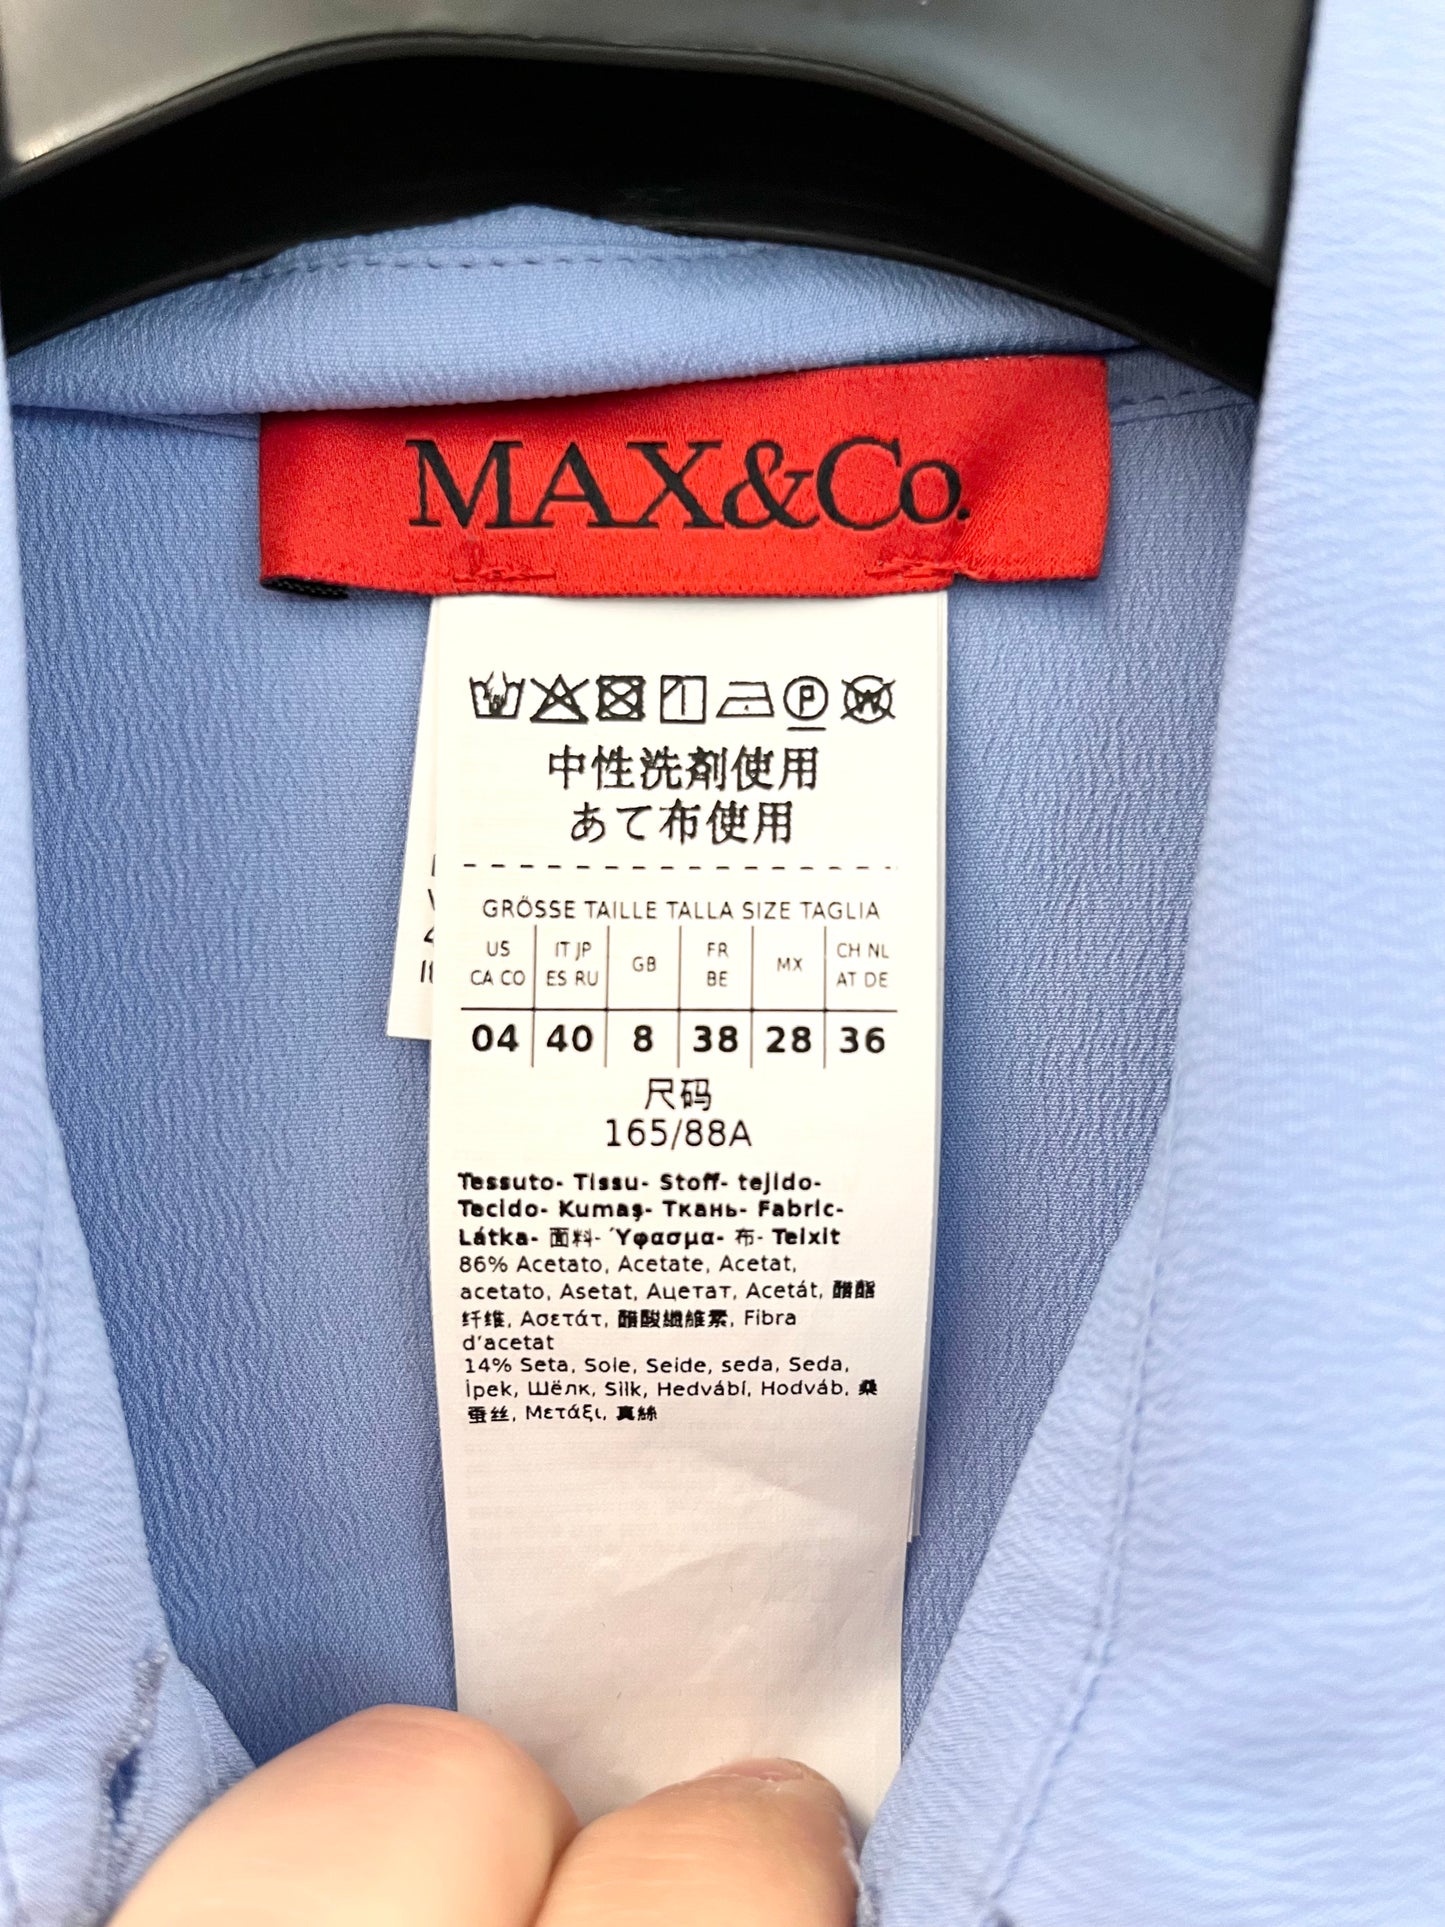 MAX&Co.
P W
中性洗剤使用
あて布使用
GRÖSSE TAILLE TALLA SIZE TAGLIA
US CA CO IT JP ES RU GB FR BE MX CH NL AT DE
04 40 8 38 28 36
尺码
165/88A
Tessuto- Tissu- Stoff- tejido-
Tecido- Kumaş- Ткань- Fabric-
Látka- 面料- Ύφασμα- 布- Teixit
86% Acetato, Acetate, Acetat,
acetato, Asetat, Ацетат, Acetát, 醋酯
纤维, Ασετάτ, 醋酸繊維素, Fibra
d'acetat
14% Seta, Soie, Seide, seda, Seda,
İpek, Шёлк, Silk, Hedvábí, Hodváb, 桑
蚕丝, Μετάξι, 真絲